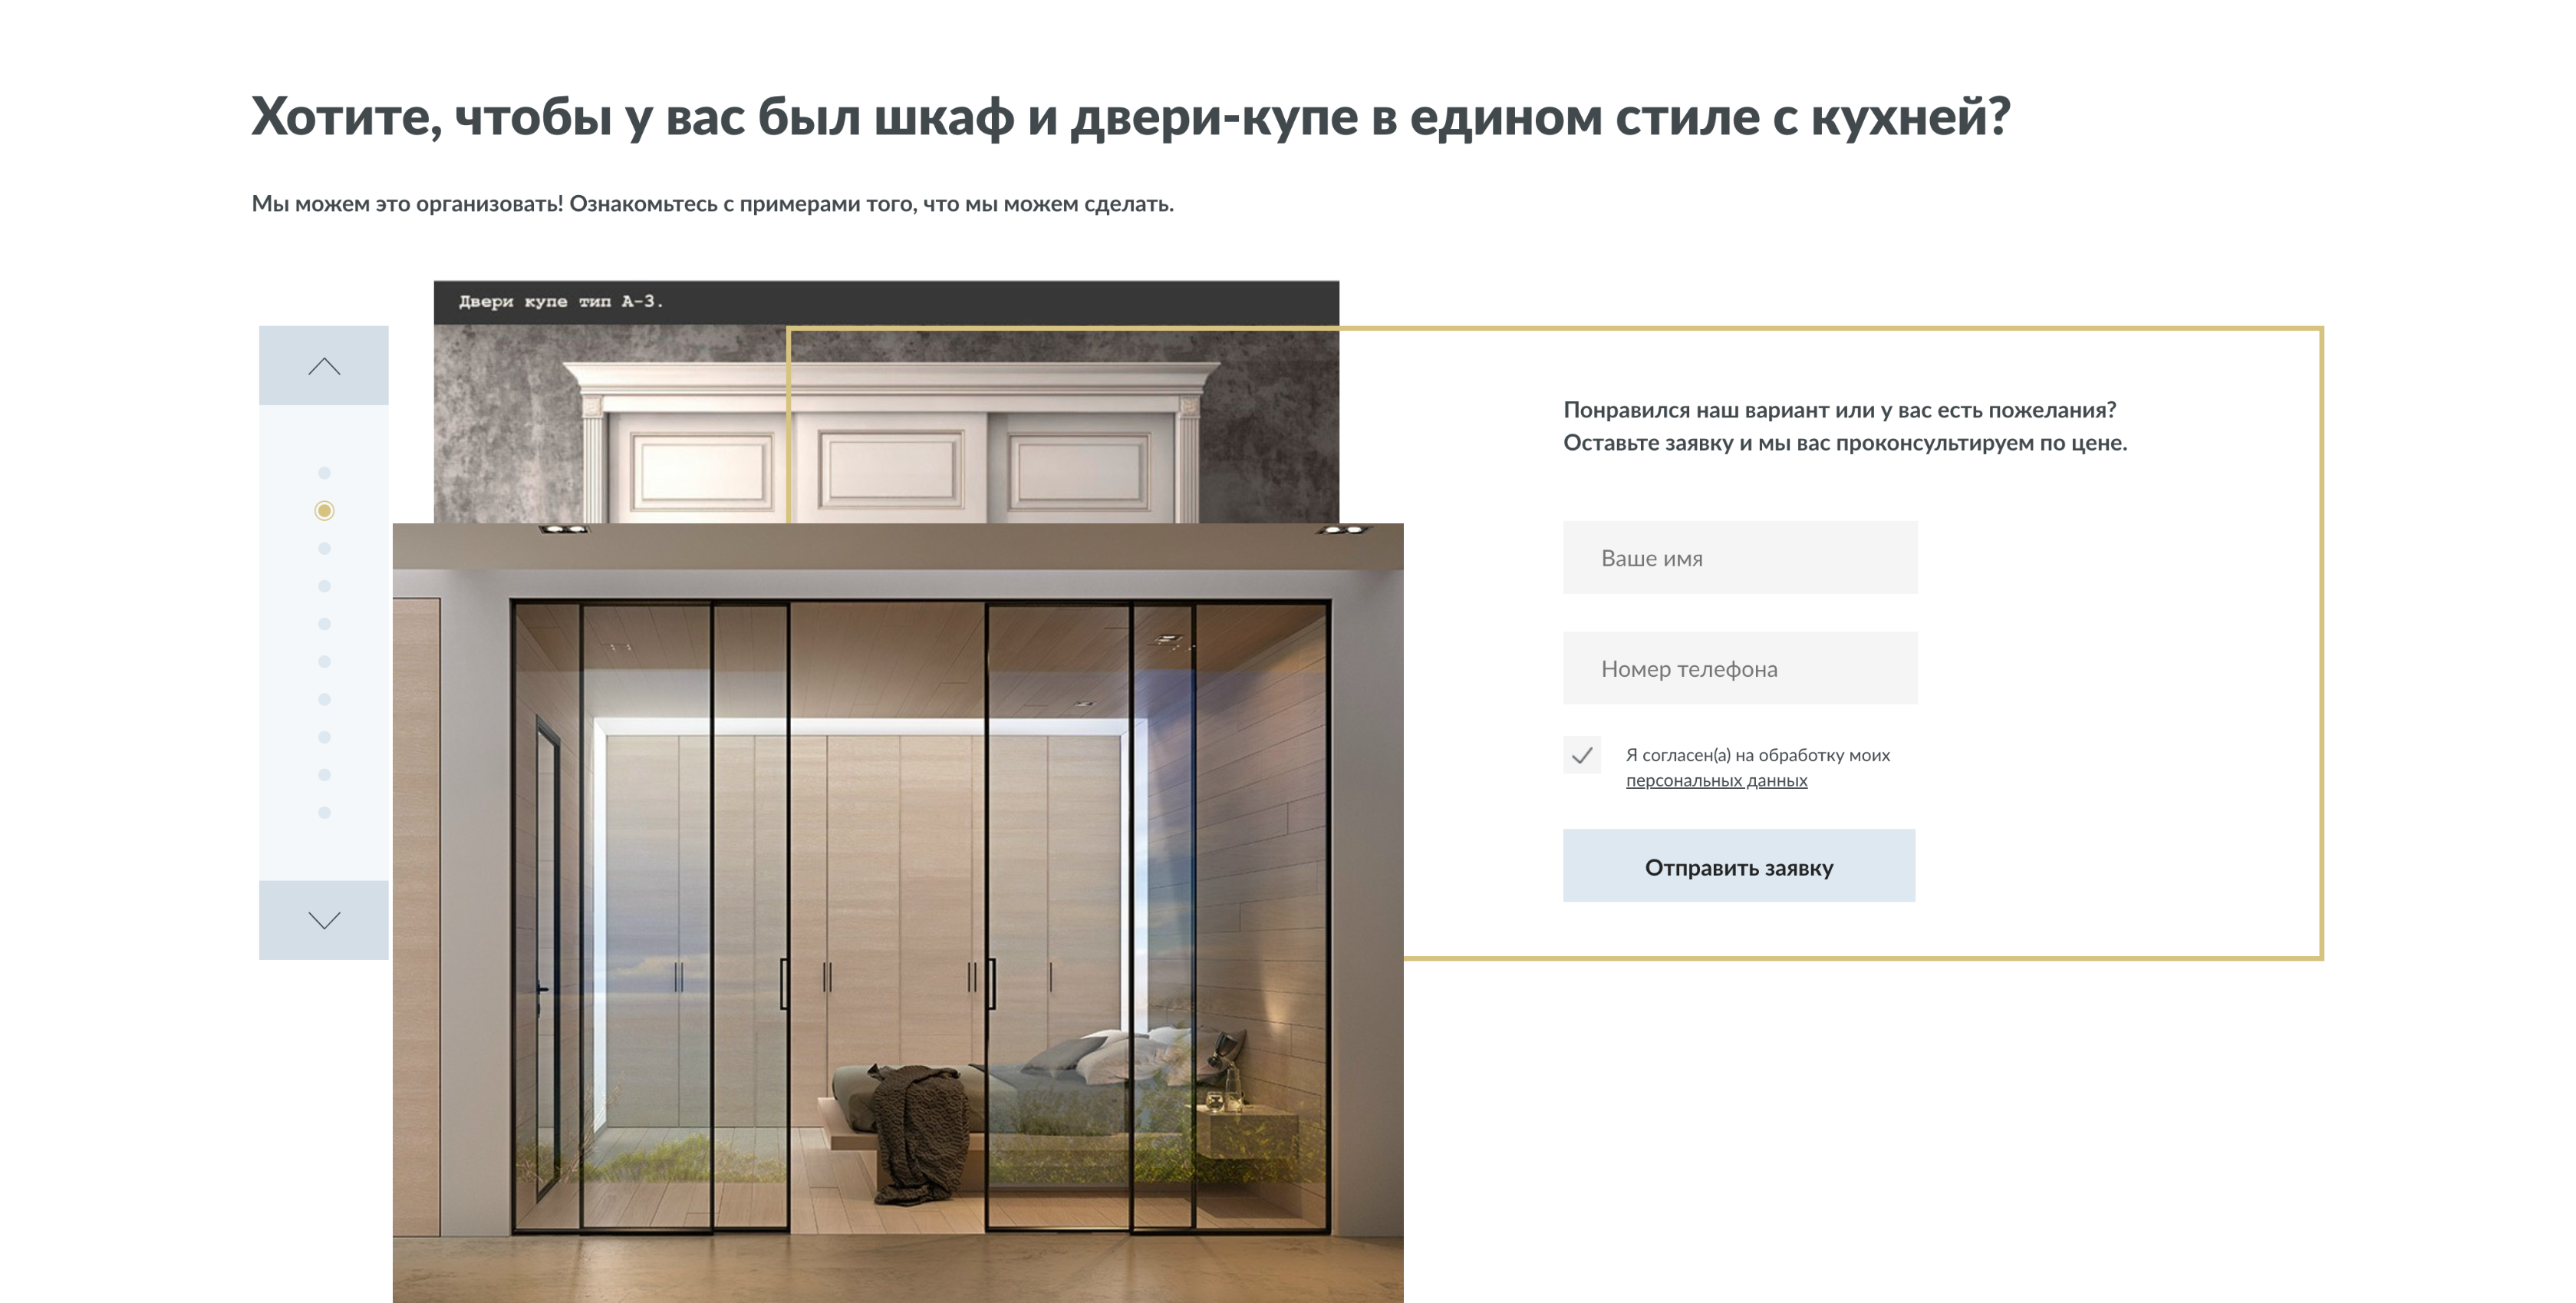 Хотите, чтобы у вас был шкаф и двери-купе в едином стиле с кухней?
Мы можем это организовать! Ознакомьтесь с примерами того, что мы можем сделать.
Двери купе тип А-3.
Понравился наш вариант или у вас есть пожелания?
Оставьте заявку и мы вас проконсультируем по цене.
Ваше имя
Номер телефона
Я согласен(а) на обработку моих
персональных данных
Отправить заявку